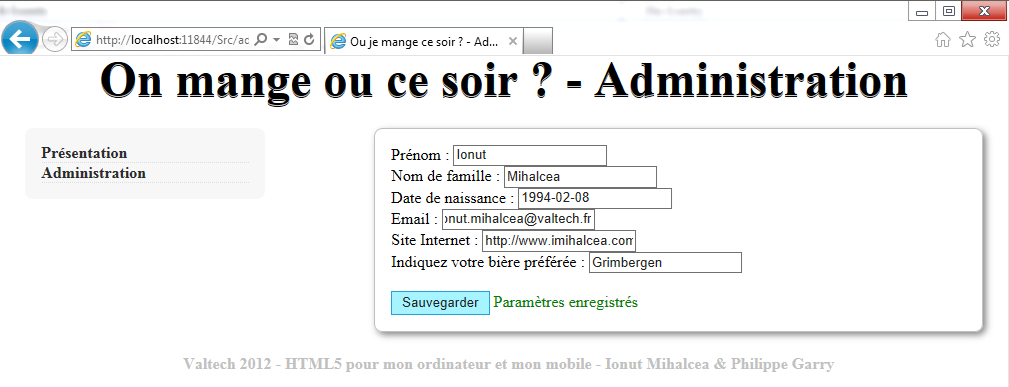 http://localhost:11844/Src/ac
Ou je mange ce soir ? - Ad...
On mange ou ce soir ? - Administration
Présentation
Administration
Prénom : Ionut
Nom de famille : Mihalcea
Date de naissance : 1994-02-08
Email : onut.mihalcea@valtech.fr
Site Internet : http://www.imihalcea.com
Indiquez votre bière préférée : Grimbergen
Sauvegarder Paramètres enregistrés
Valtech 2012 - HTML5 pour mon ordinateur et mon mobile - Ionut Mihalcea & Philippe Garry